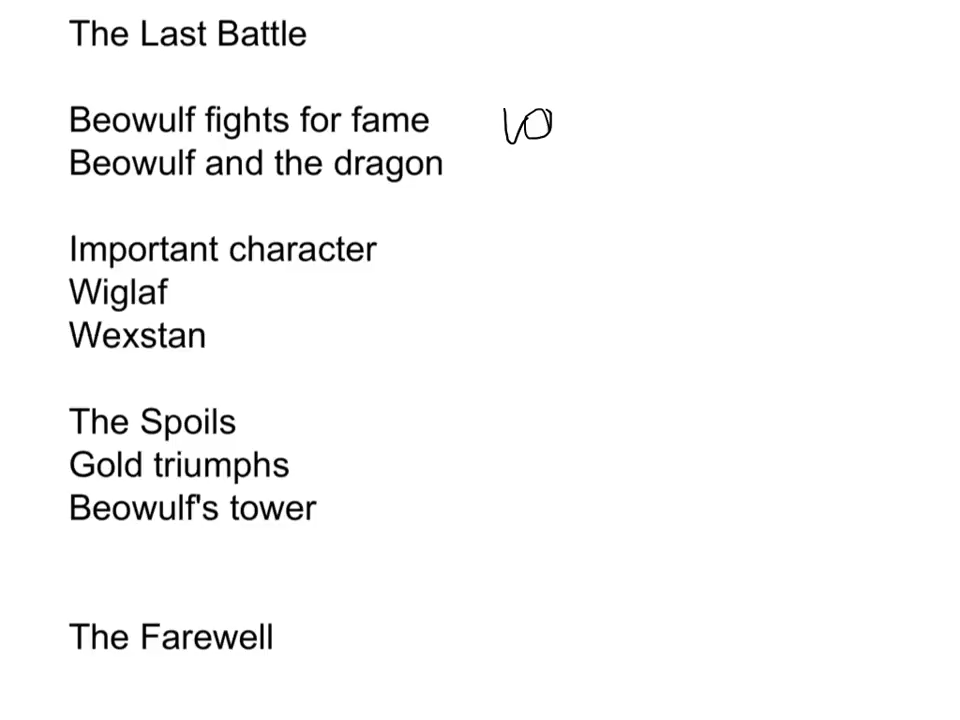 The Last Battle
Beowulf fights for fame
Beowulf and the dragon
Important character
Wiglaf
Wexstan
The Spoils
Gold triumphs
Beowulf's tower
The Farewell